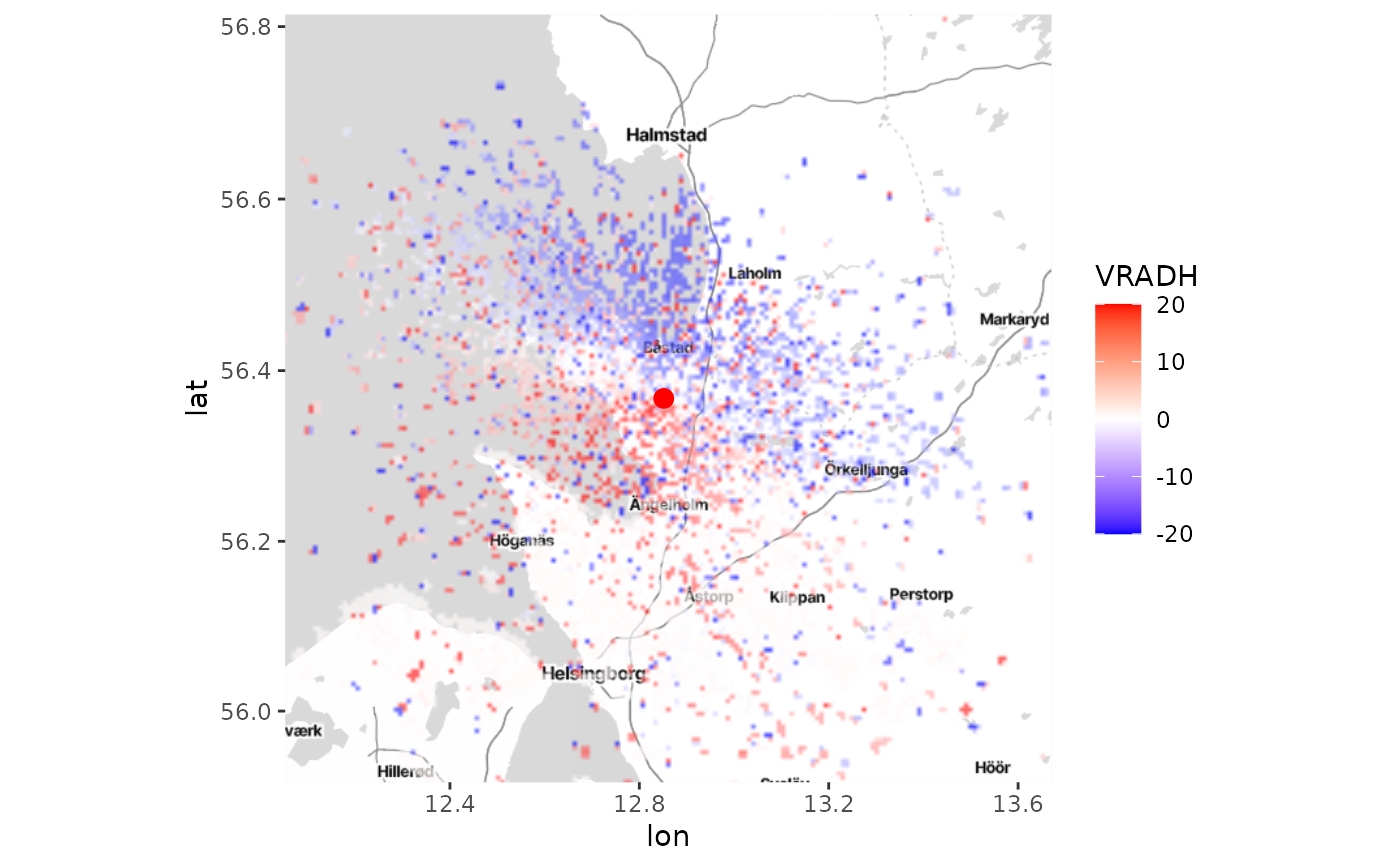 56.8
56.6
56.4
56.2
56.0
lat
Halmstad
Laholm
Markaryd
Båstad
Örkelljunga
Ängelholm
Höganäs
Åstorp
Klippan
Perstorp
Helsingborg
værk
Hillerød
Höör
12.4
12.8
13.2
13.6
lon
VRADH
20
10
0
-10
-20